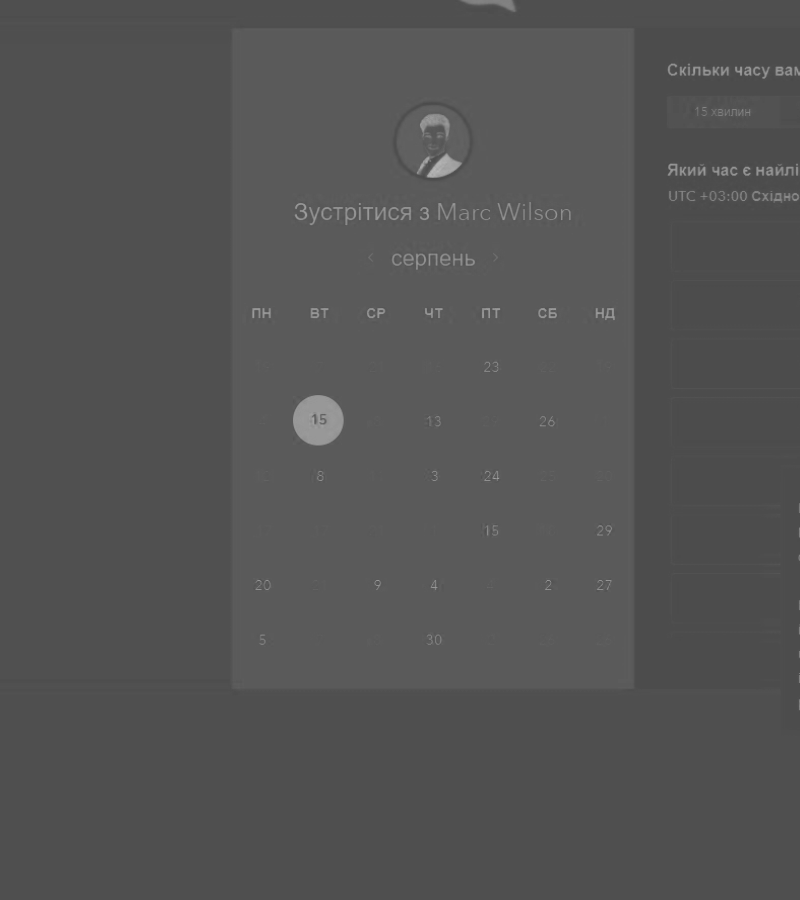 Зустрітися з Marc Wilson
серпень
ПН ВТ СР ЧТ ПТ СБ НД
23
15 13 26
8 3 24
15 29
20 9 4 2 27
5 30
Скільки часу вам
15 хвилин
Який час є найлі
UTC +03:00 Східно